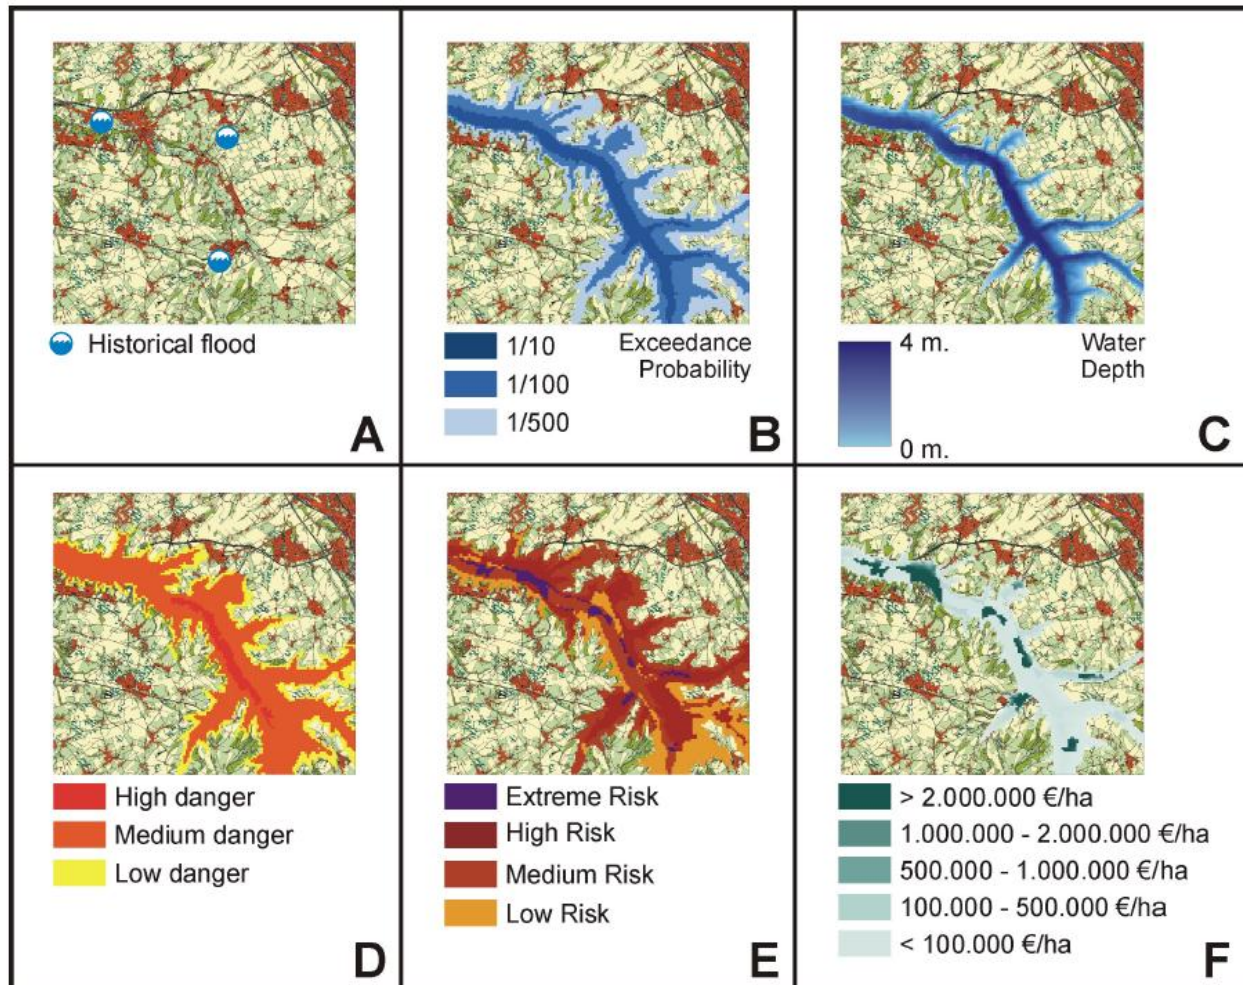 Historical flood
A
1/10
1/100
1/500
Exceedance
Probability
B
4 m.
0 m.
Water
Depth
C
High danger
Medium danger
Low danger
D
Extreme Risk
High Risk
Medium Risk
Low Risk
E
> 2.000.000 €/ha
1.000.000 - 2.000.000 €/ha
500.000 - 1.000.000 €/ha
100.000 - 500.000 €/ha
< 100.000 €/ha
F